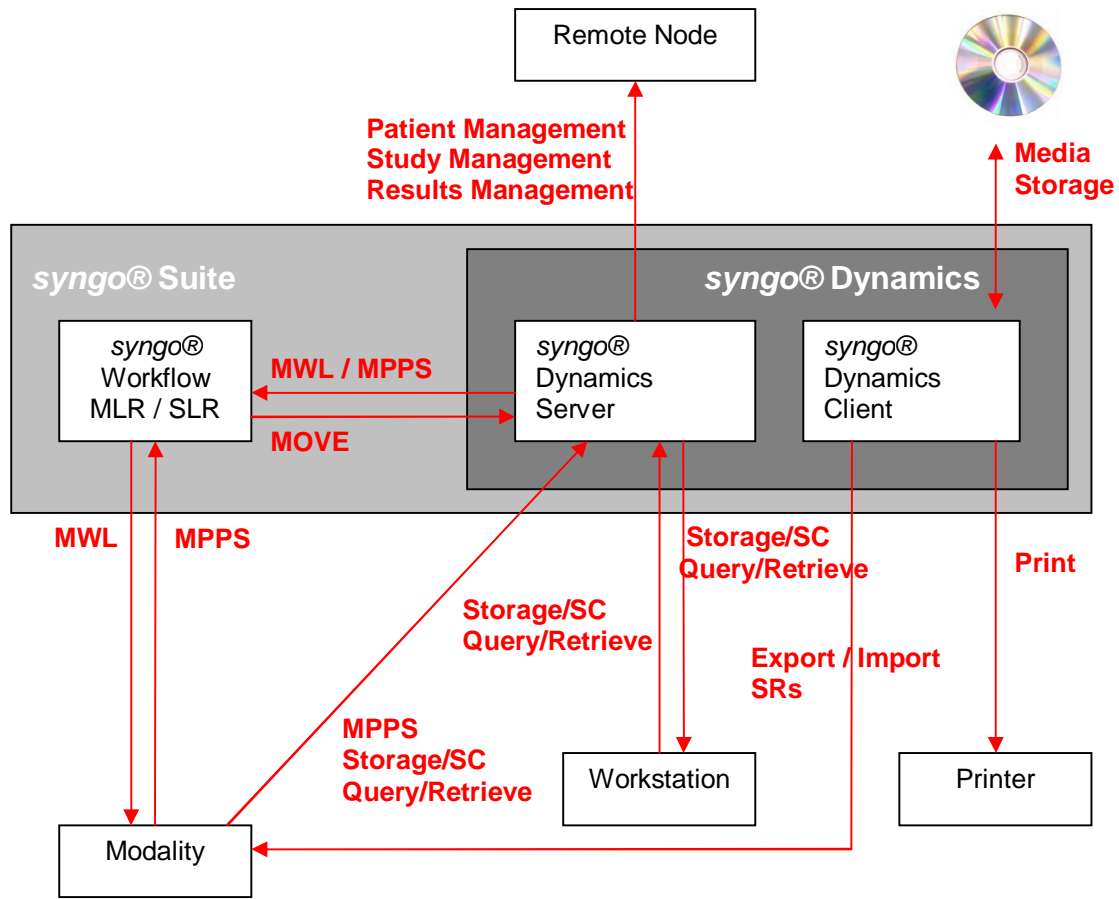 Remote Node
Patient Management
Study Management
Results Management
Media
Storage
syngo® Suite
syngo® Dynamics
syngo®
Workflow
MLR / SLR
MWL / MPPS
MOVE
syngo®
Dynamics
Server
syngo®
Dynamics
Client
MWL
MPPS
Storage/SC
Query/Retrieve
Print
Storage/SC
Query/Retrieve
Export / Import
SRs
MPPS
Storage/SC
Query/Retrieve
Workstation
Printer
Modality